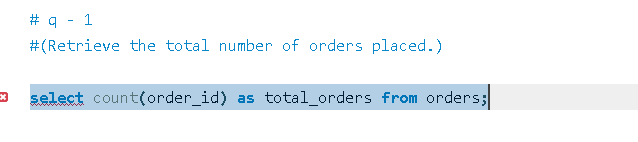 # q - 1
#(Retrieve the total number of orders placed.)
select count(order_id) as total_orders from orders;